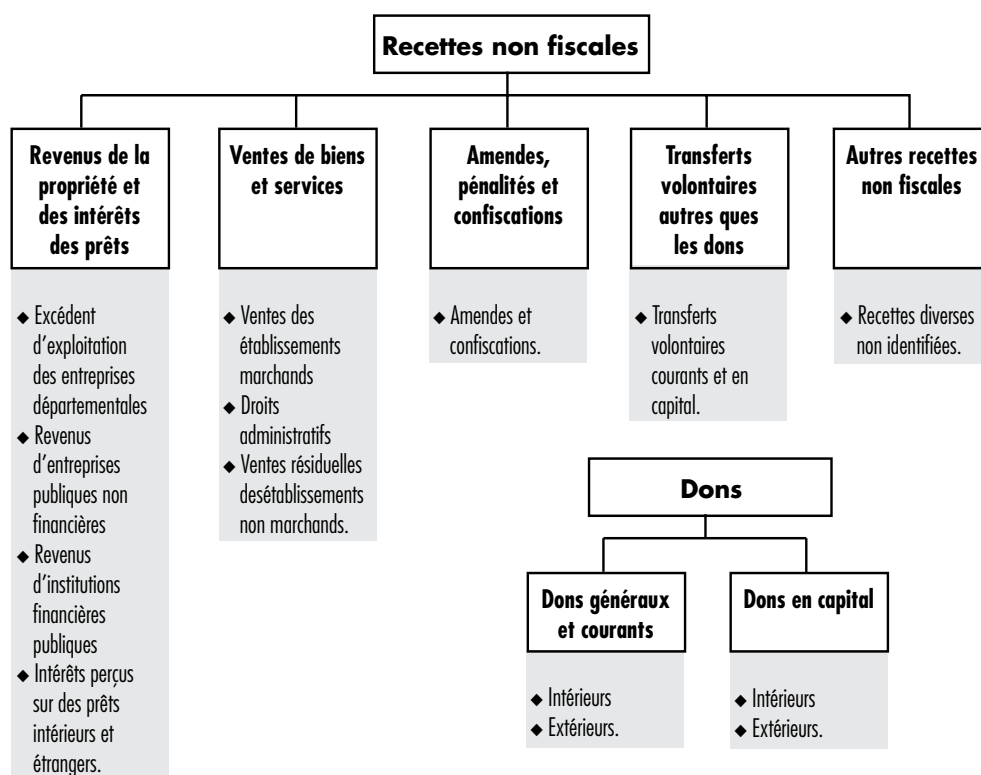 Recettes non fiscales
Revenus de la
propriété et
des intérêts
des prêts
◆ Excédent
d'exploitation
des entreprises
départementales
◆ Revenus
d'entreprises
publiques non
financières
◆ Revenus
d'institutions
financières
publiques
◆ Intérêts perçus
sur des prêts
intérieurs et
étrangers.
Ventes de biens
et services
◆ Ventes des
établissements
marchands
◆ Droits
administratifs
◆ Ventes résiduelles
desétablissements
non marchands.
Amendes,
pénalités et
confiscations
◆ Amendes et
confiscations.
Transferts
volontaires
autres ques
les dons
◆ Transferts
volontaires
courants et en
capital.
Autres recettes
non fiscales
◆ Recettes diverses
non identifiées.
Dons
Dons généraux
et courants
◆ Intérieurs
◆ Extérieurs.
Dons en capital
◆ Intérieurs
◆ Extérieurs.